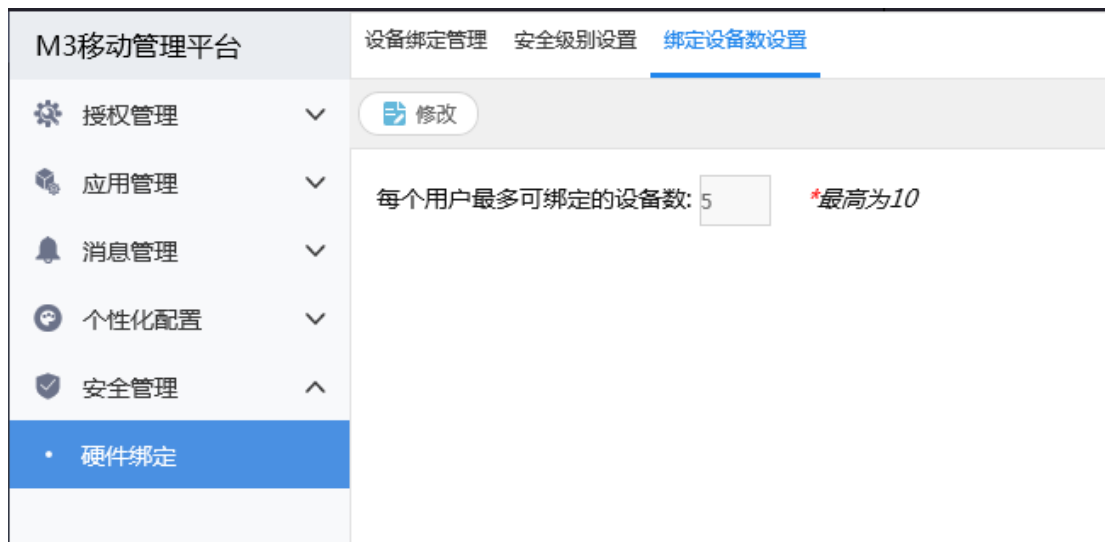 M3移动管理平台
设备绑定管理 安全级别设置 绑定设备数设置
授权管理
修改
应用管理
每个用户最多可绑定的设备数: 5 *最高为10
消息管理
个性化配置
安全管理
硬件绑定